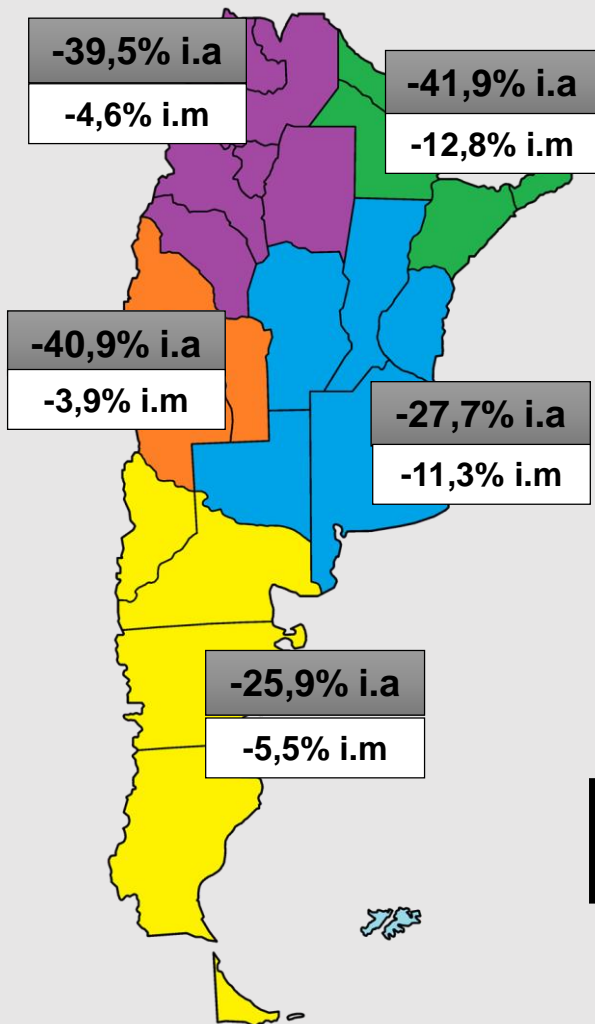 -39,5% i.a
-4,6% i.m
-41,9% i.a
-12,8% i.m
-40,9% i.a
-3,9% i.m
-27,7% i.a
-11,3% i.m
-25,9% i.a
-5,5% i.m